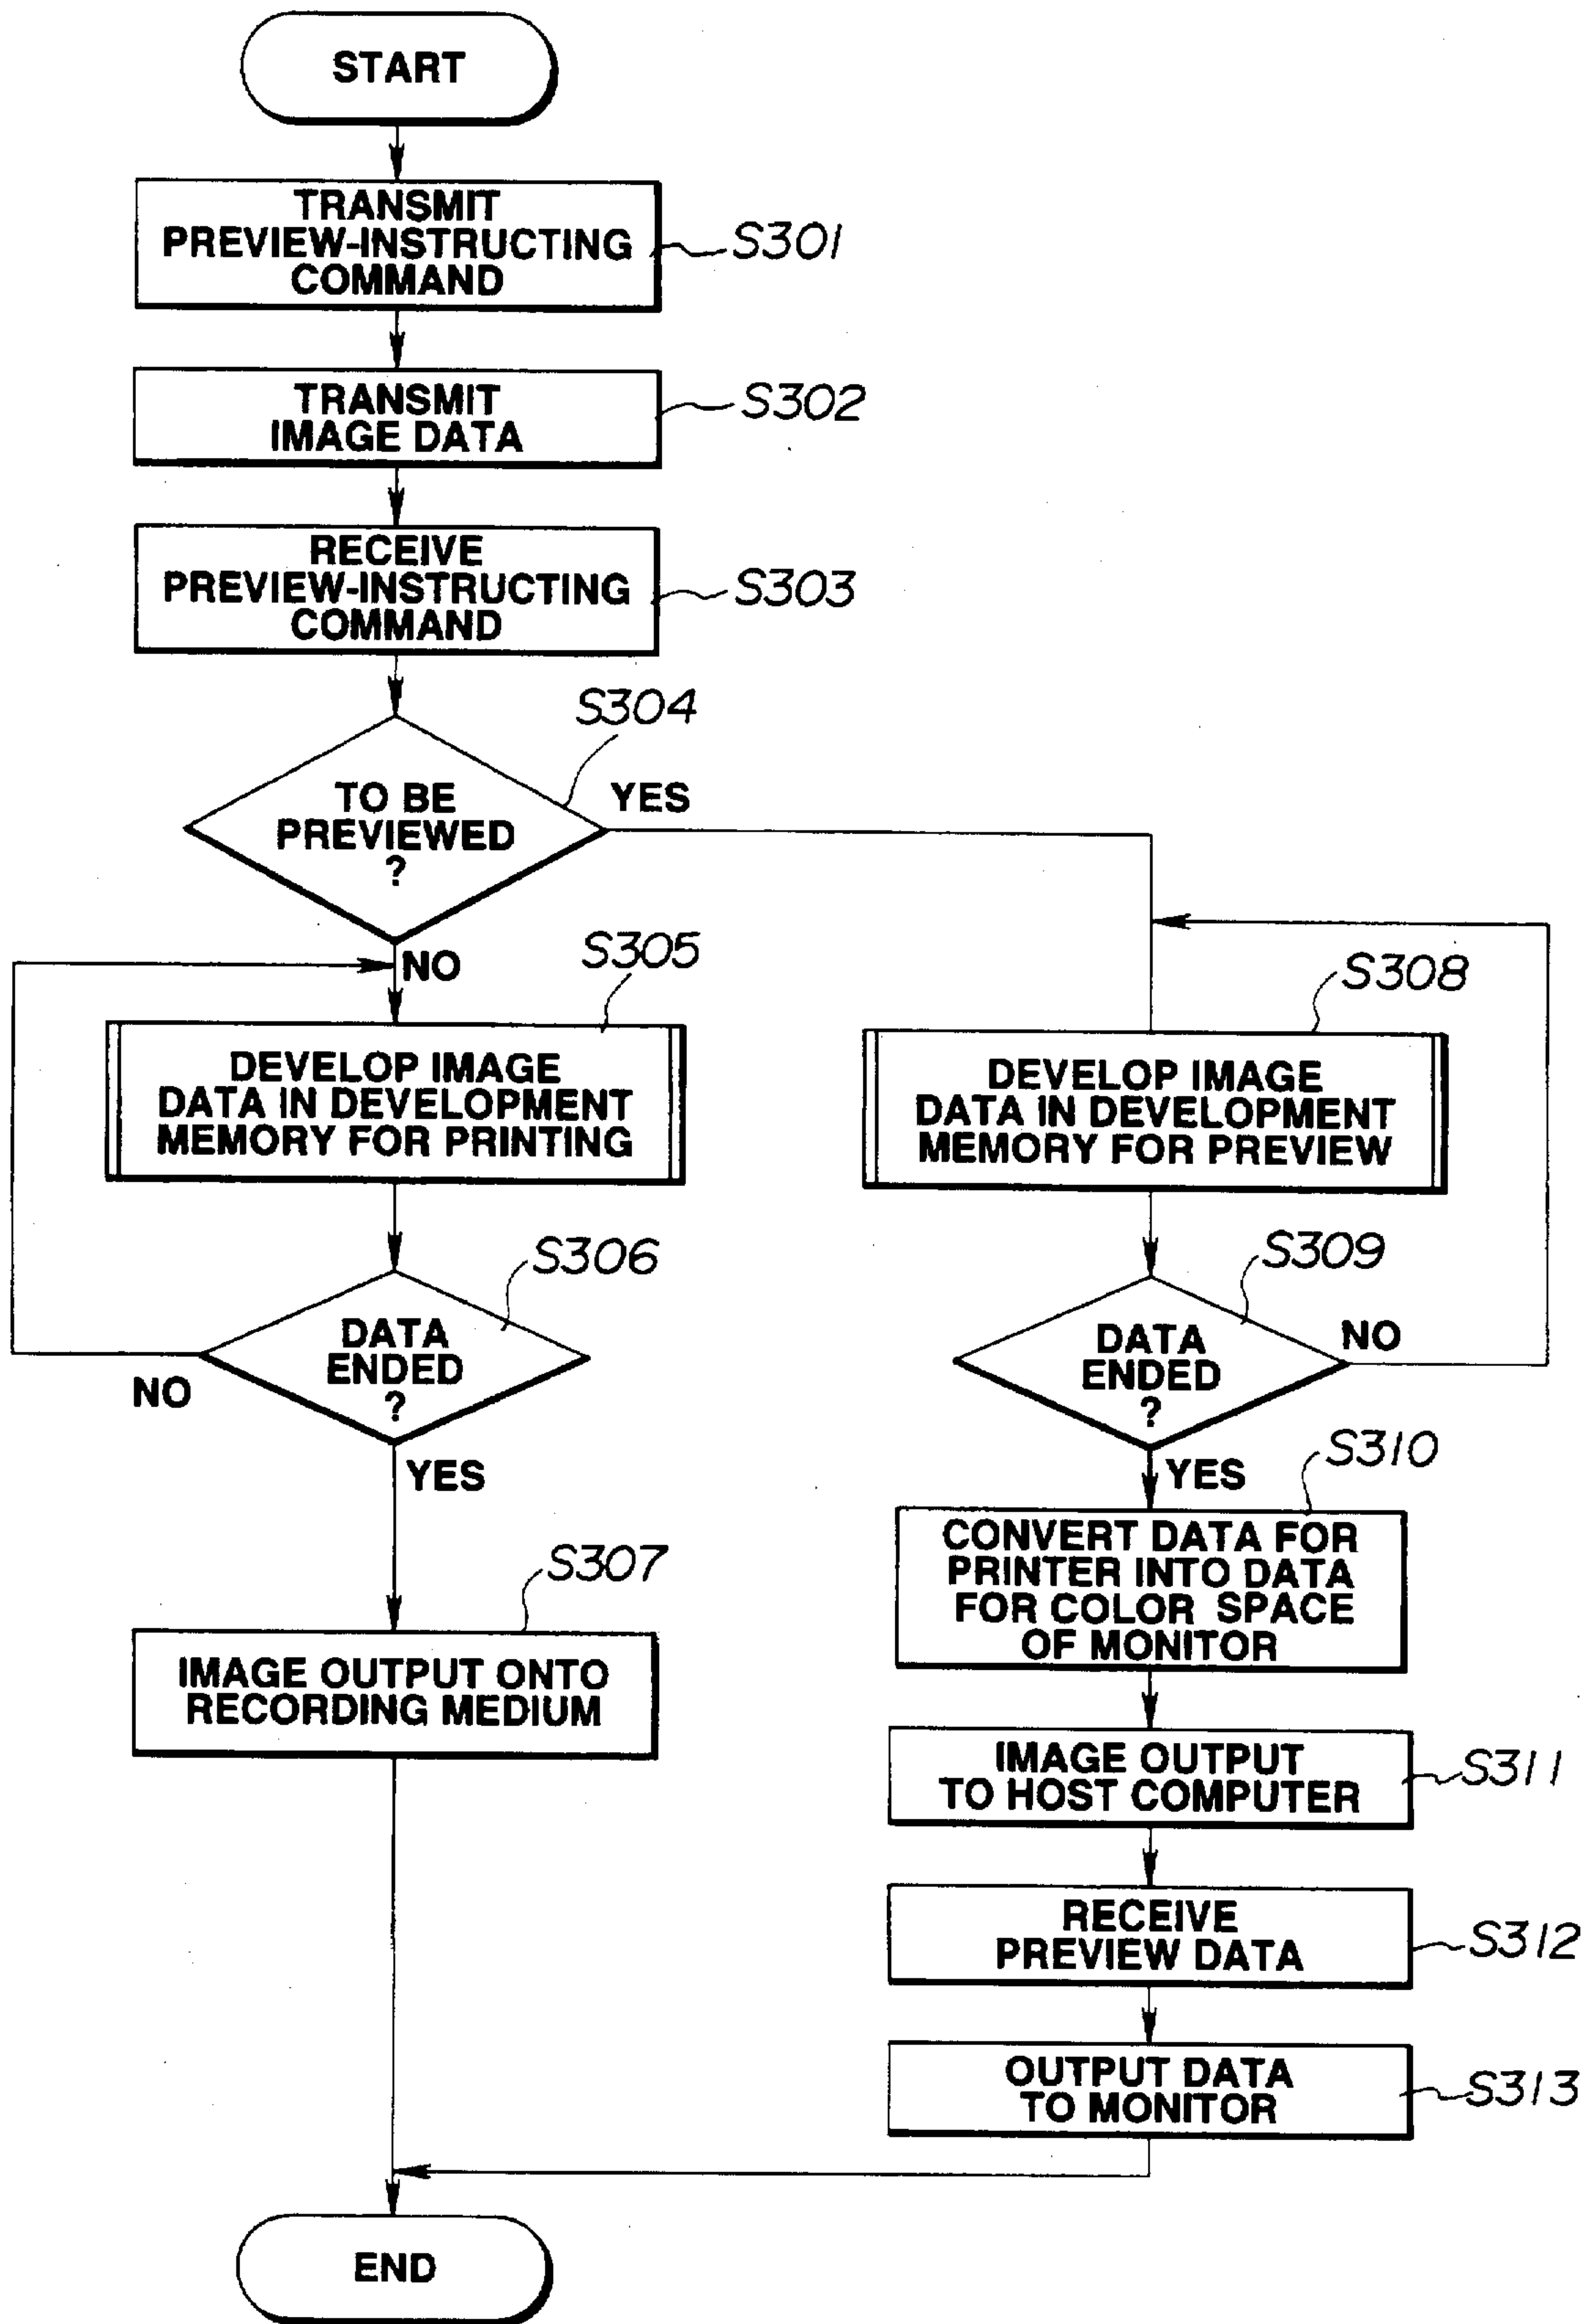 START
TRANSMIT
PREVIEW-INSTRUCTING
COMMAND
S301
TRANSMIT
IMAGE DATA
S302
RECEIVE
PREVIEW-INSTRUCTING
COMMAND
S303
S304
TO BE
PREVIEWED
?
YES
NO
S305
DEVELOP IMAGE
DATA IN DEVELOPMENT
MEMORY FOR PRINTING
S306
DATA
ENDED
?
NO
YES
S307
IMAGE OUTPUT ONTO
RECORDING MEDIUM
S308
DEVELOP IMAGE
DATA IN DEVELOPMENT
MEMORY FOR PREVIEW
S309
DATA
ENDED
?
NO
YES
S310
CONVERT DATA FOR
PRINTER INTO DATA
FOR COLOR SPACE
OF MONITOR
IMAGE OUTPUT
TO HOST COMPUTER
S311
RECEIVE
PREVIEW DATA
S312
OUTPUT DATA
TO MONITOR
S313
END